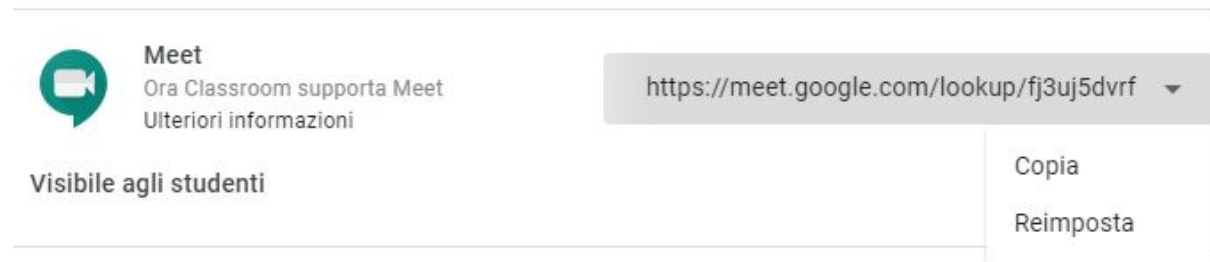 Meet
Ora Classroom supporta Meet
Ulteriori informazioni
https://meet.google.com/lookup/fj3uj5dvrf
Visibile agli studenti
Copia
Reimposta